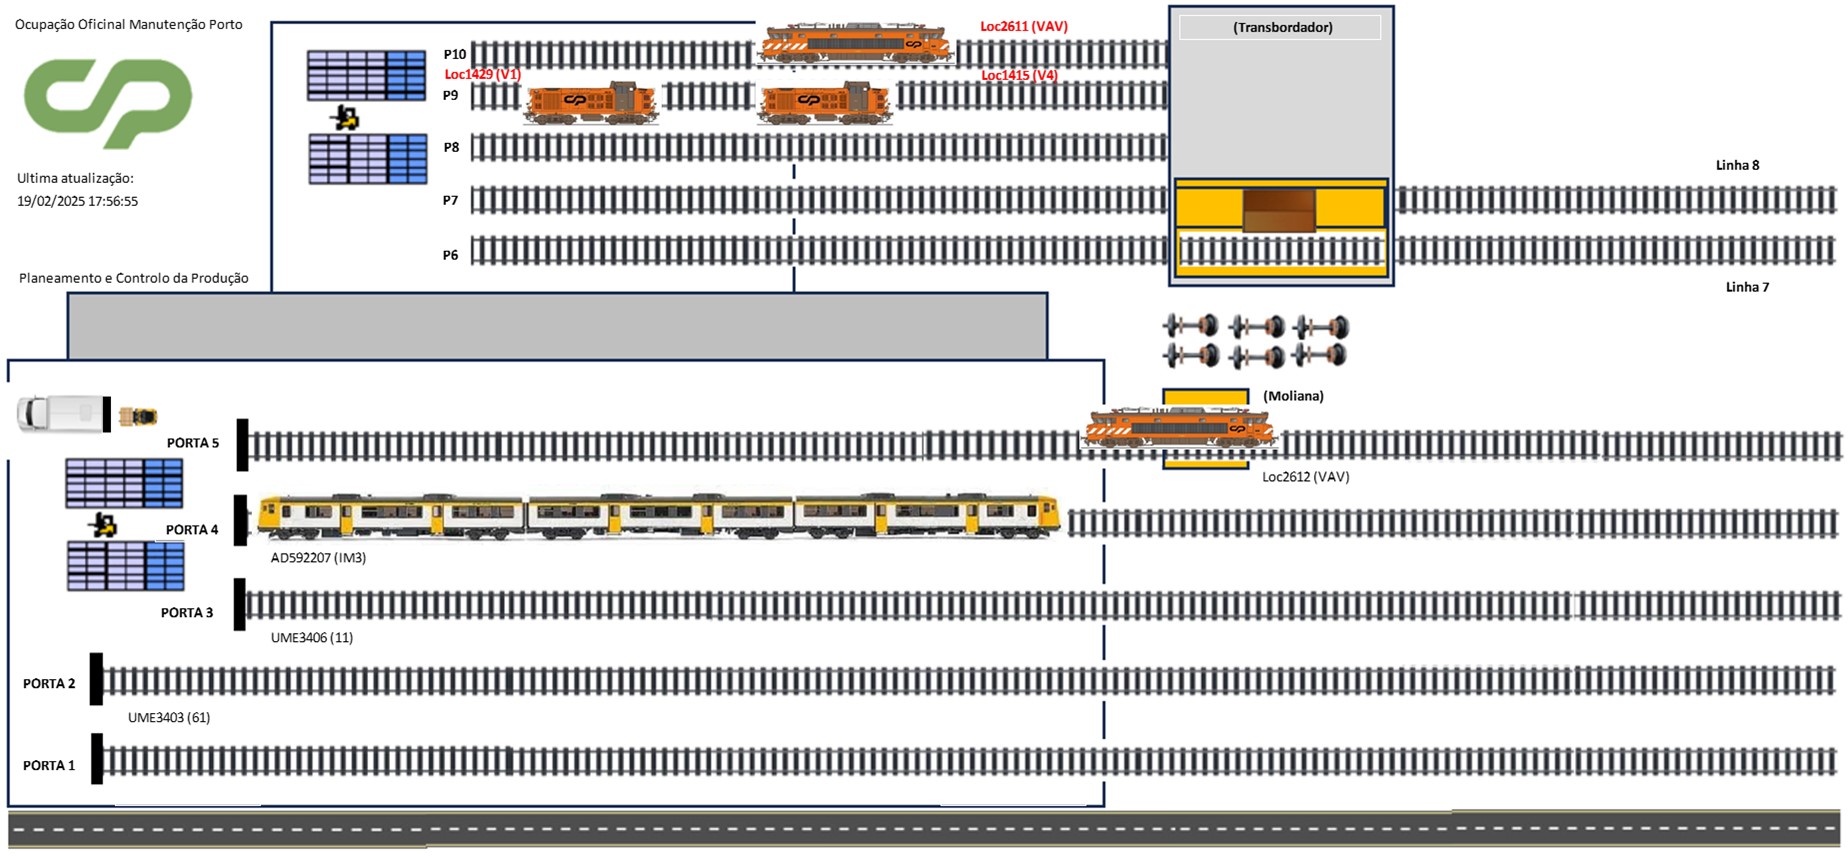 Ocupação Oficinal Manutenção Porto
Loc2611 (VAV)
(Transbordador)
P10
Loc1429 (V1)
Loc1415 (V4)
P9
P8
Linha 8
Ultima atualização:
19/02/2025 17:56:55
P7
P6
Planeamento e Controlo da Produção
Linha 7
(Moliana)
PORTA 5
Loc2612 (VAV)
PORTA 4
AD592207 (IM3)
PORTA 3
UME3406 (11)
PORTA 2
UME3403 (61)
PORTA 1